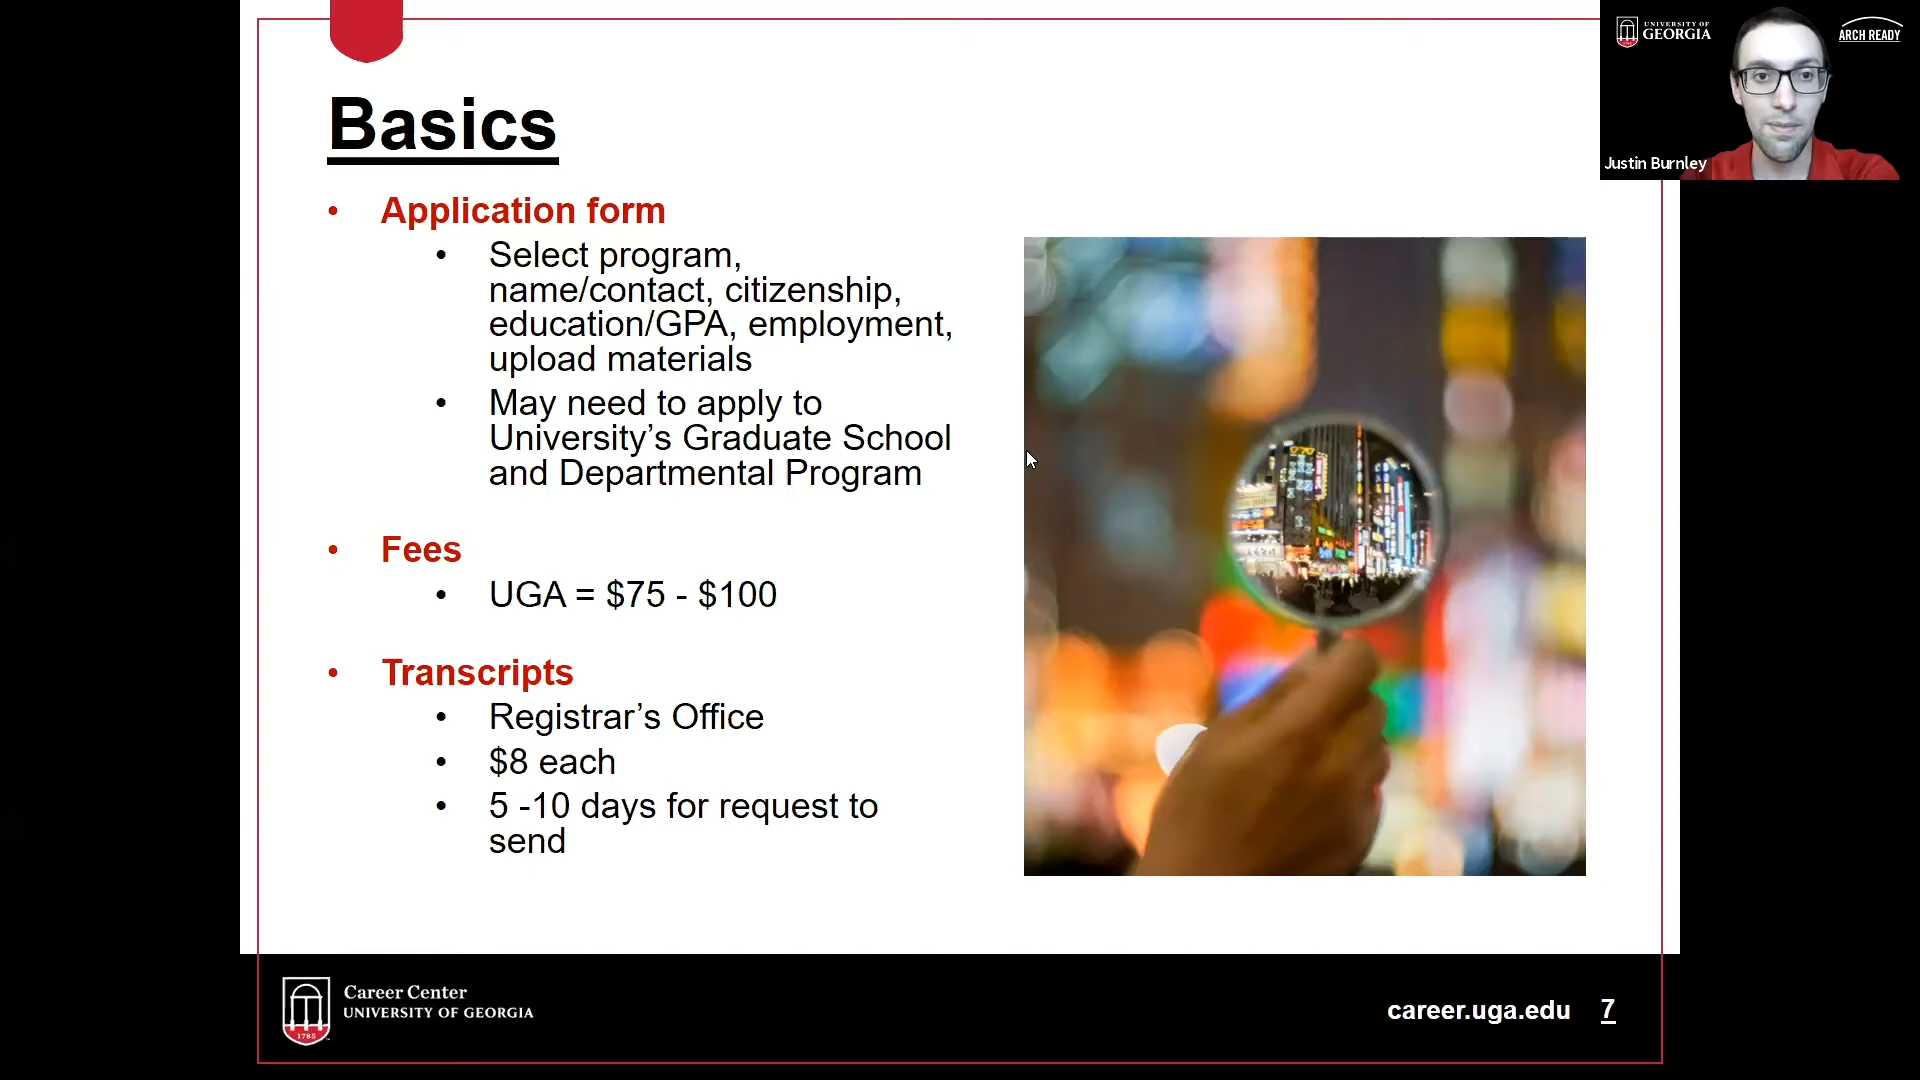 Basics
• Application form
• Select program,
name/contact, citizenship,
education/GPA, employment,
upload materials
• May need to apply to
University’s Graduate School
and Departmental Program
• Fees
• UGA = $75 - $100
• Transcripts
• Registrar’s Office
• $8 each
• 5 -10 days for request to
send
UNIVERSITY OF
GEORGIA
ARCH READY
Justin Burnley
1785
Career Center
UNIVERSITY OF GEORGIA
career.uga.edu 7